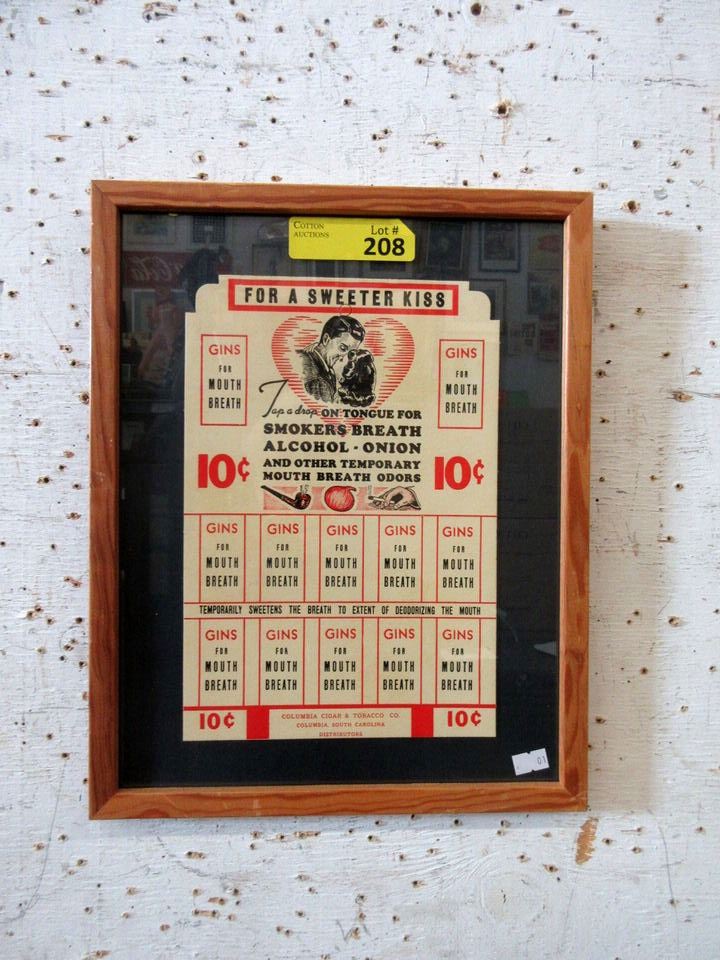 COTTON
AUCTIONS
Lot #
208
FOR A SWEETER KISS
GINS
FOR
MOUTH
BREATH
GINS
FOR
MOUTH
BREATH
Tap a drop ON TONGUE FOR
SMOKERS BREATH
ALCOHOL - ONION
AND OTHER TEMPORARY
MOUTH BREATH ODORS
10¢
10¢
GINS GINS GINS GINS GINS
FOR FOR FOR FOR FOR
MOUTH MOUTH MOUTH MOUTH MOUTH
BREATH BREATH BREATH BREATH BREATH
TEMPORARILY SWEETENS THE BREATH TO EXTENT OF DEODORIZING THE MOUTH
GINS GINS GINS GINS GINS
FOR FOR FOR FOR FOR
MOUTH MOUTH MOUTH MOUTH MOUTH
BREATH BREATH BREATH BREATH BREATH
10¢
COLUMBIA CIGAR & TOBACCO CO.
COLUMBIA, SOUTH CAROLINA
DISTRIBUTORS
10¢
01